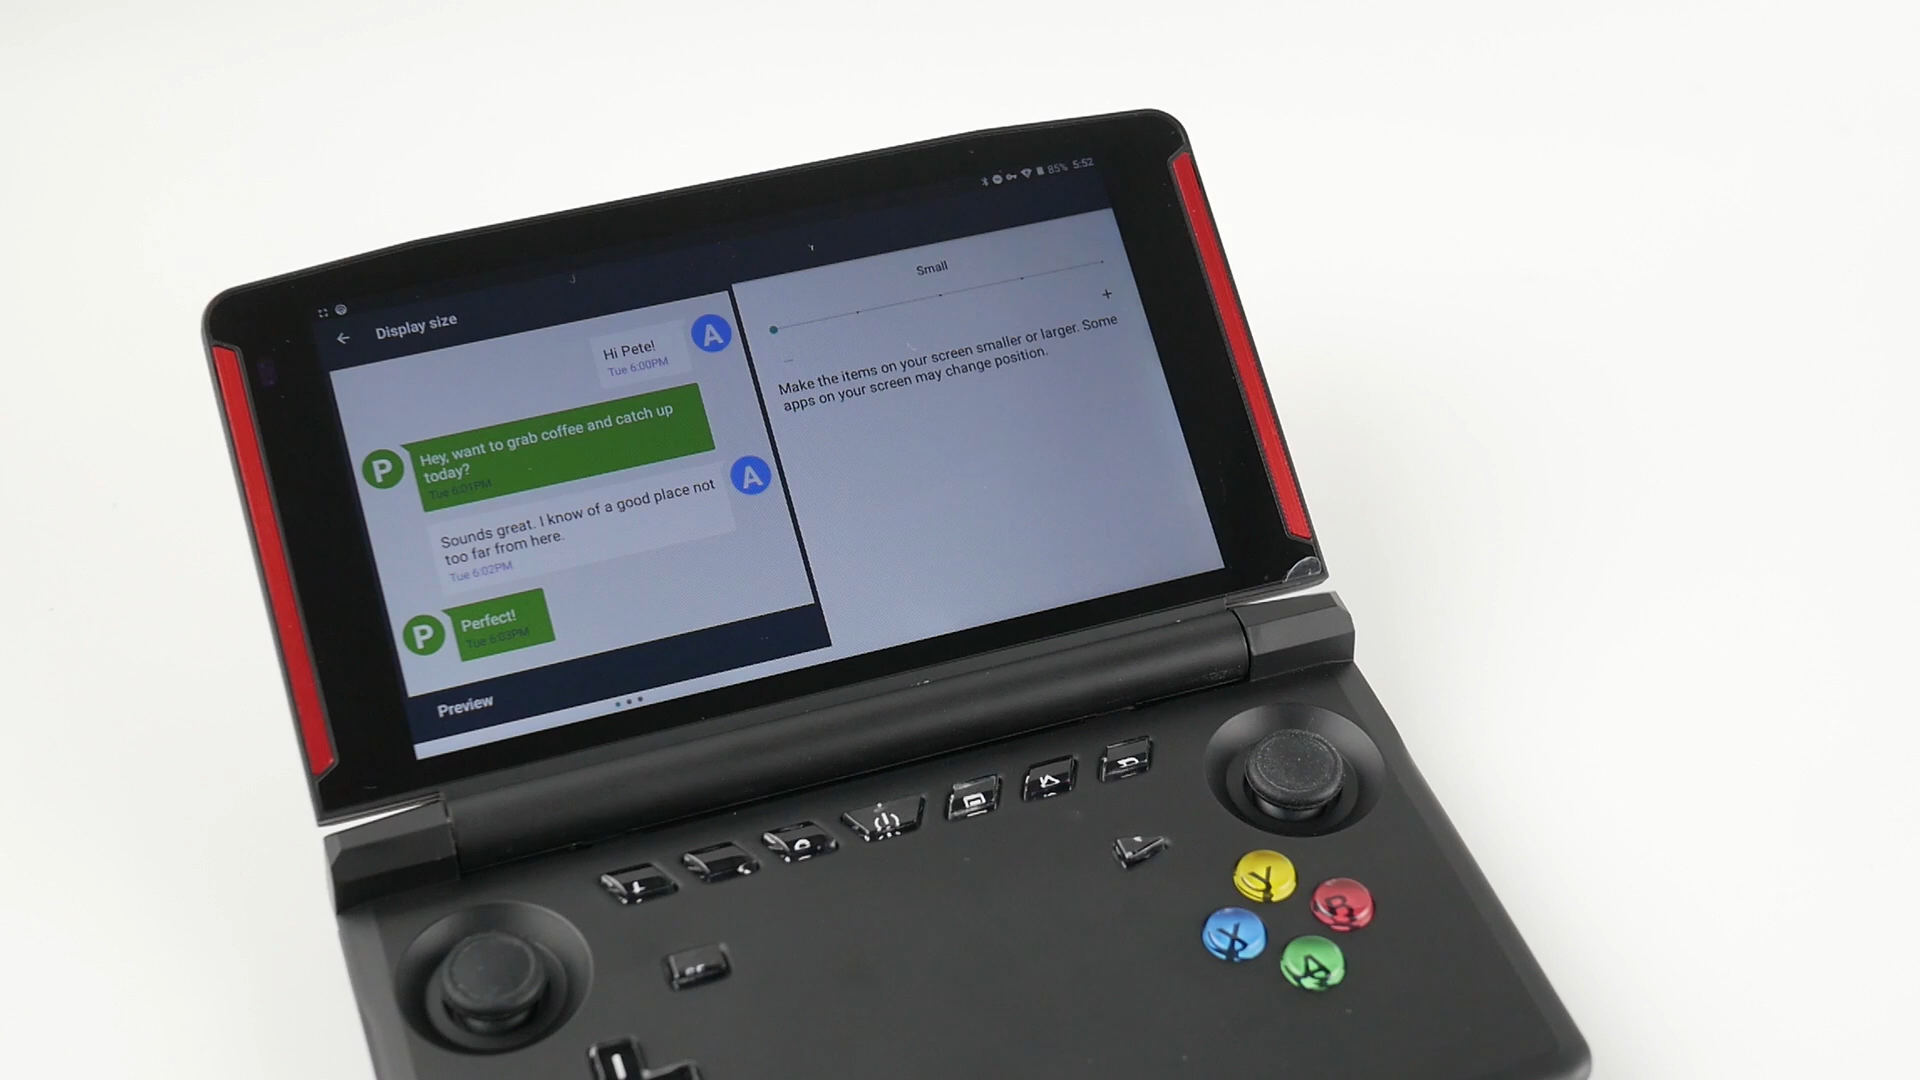 85% 5:52
Display size
Hi Pete!
Tue 6:00PM
A
P
Hey, want to grab coffee and catch up
today?
Tue 6:01PM
A
Sounds great. I know of a good place not
too far from here.
Tue 6:02PM
P
Perfect!
Tue 6:03PM
Preview
Small
+
Make the items on your screen smaller or larger. Some
apps on your screen may change position.
Y
B
X
A